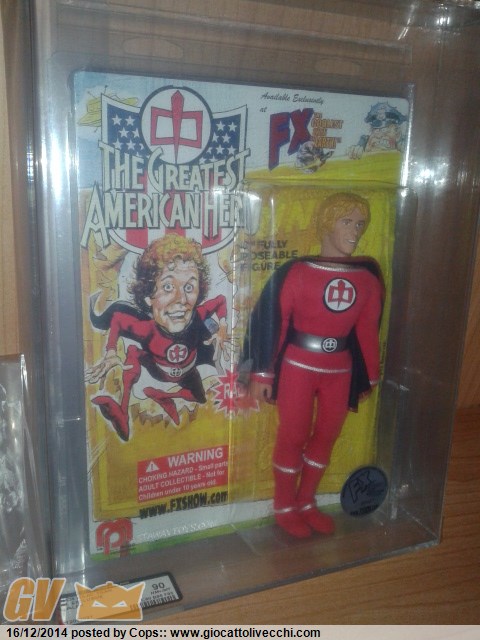 Available Exclusively
at
FX
THE GREATEST
AMERICAN HER
FULLY
POSEABLE
FIGURE
WARNING
CHOKING HAZARD - Small parts
ADULT COLLECTIBLE - Not for
Children under 10 years old.
WWW.FXSHOW.com
FX
90
GV
16/12/2014 posted by Cops:: www.giocattolivecchi.com